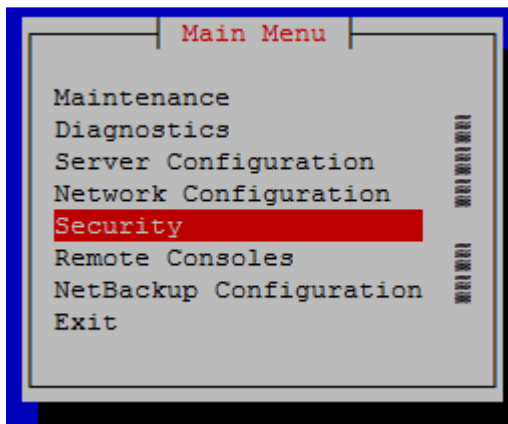 Main Menu
Maintenance
Diagnostics
Server Configuration
Network Configuration
Security
Remote Consoles
NetBackup Configuration
Exit